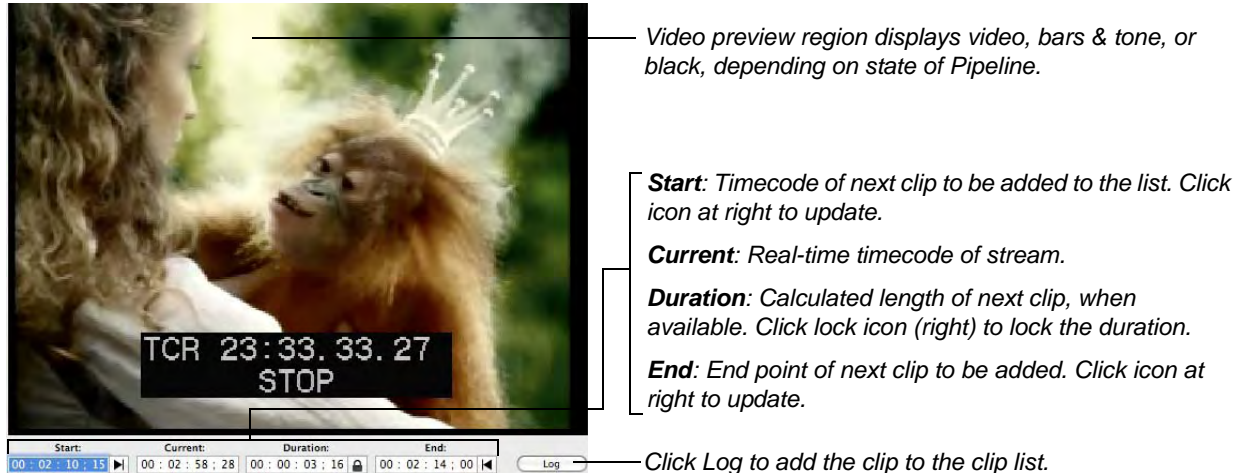 Video preview region displays video, bars & tone, or
black, depending on state of Pipeline.
Start: Timecode of next clip to be added to the list. Click
icon at right to update.
Current: Real-time timecode of stream.
Duration: Calculated length of next clip, when
available. Click lock icon (right) to lock the duration.
End: End point of next clip to be added. Click icon at
right to update.
TCR 23:33.33.27
STOP
Start: Current: Duration: End:
00 : 02 : 10 ; 15 00 : 02 : 58 ; 28 00 : 00 : 03 ; 16 00 : 02 : 14 ; 00 Log
Click Log to add the clip to the clip list.